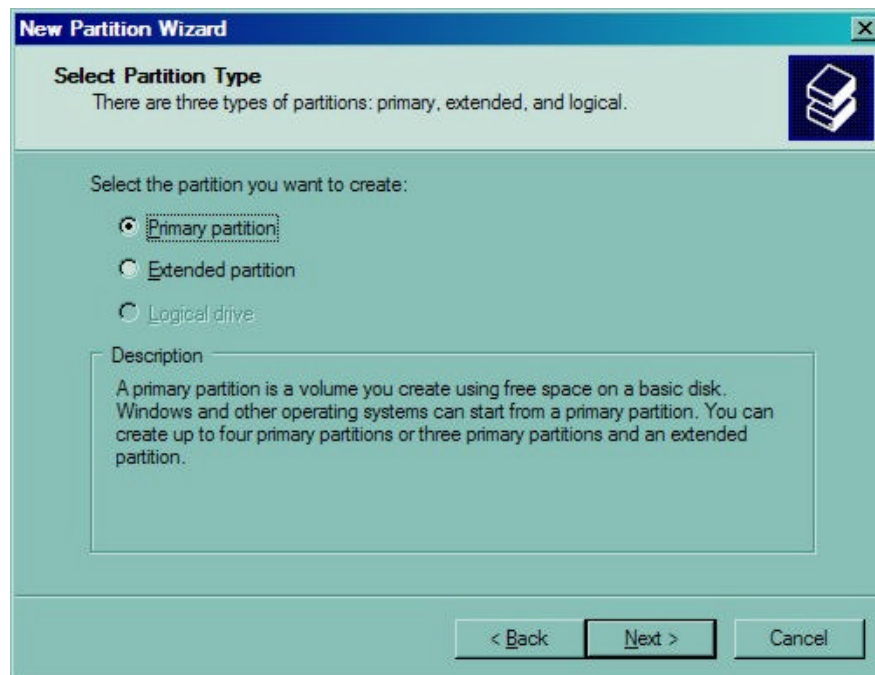 New Partition Wizard
Select Partition Type
There are three types of partitions: primary, extended, and logical.
Select the partition you want to create:
Primary partition
Extended partition
Logical drive
Description
A primary partition is a volume you create using free space on a basic disk.
Windows and other operating systems can start from a primary partition. You can
create up to four primary partitions or three primary partitions and an extended
partition.
< Back Next > Cancel